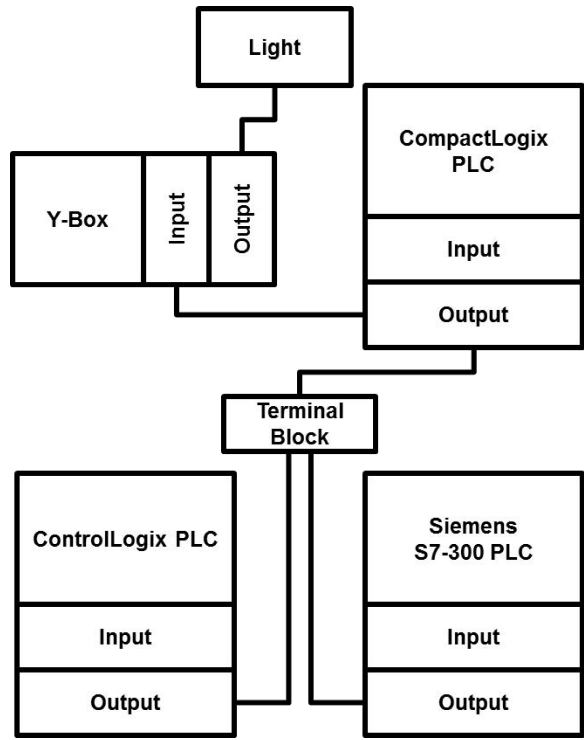 Light
CompactLogix
PLC
Y-Box
Input
Output
Input
Output
Terminal
Block
ControlLogix PLC
Input
Output
Siemens
S7-300 PLC
Input
Output